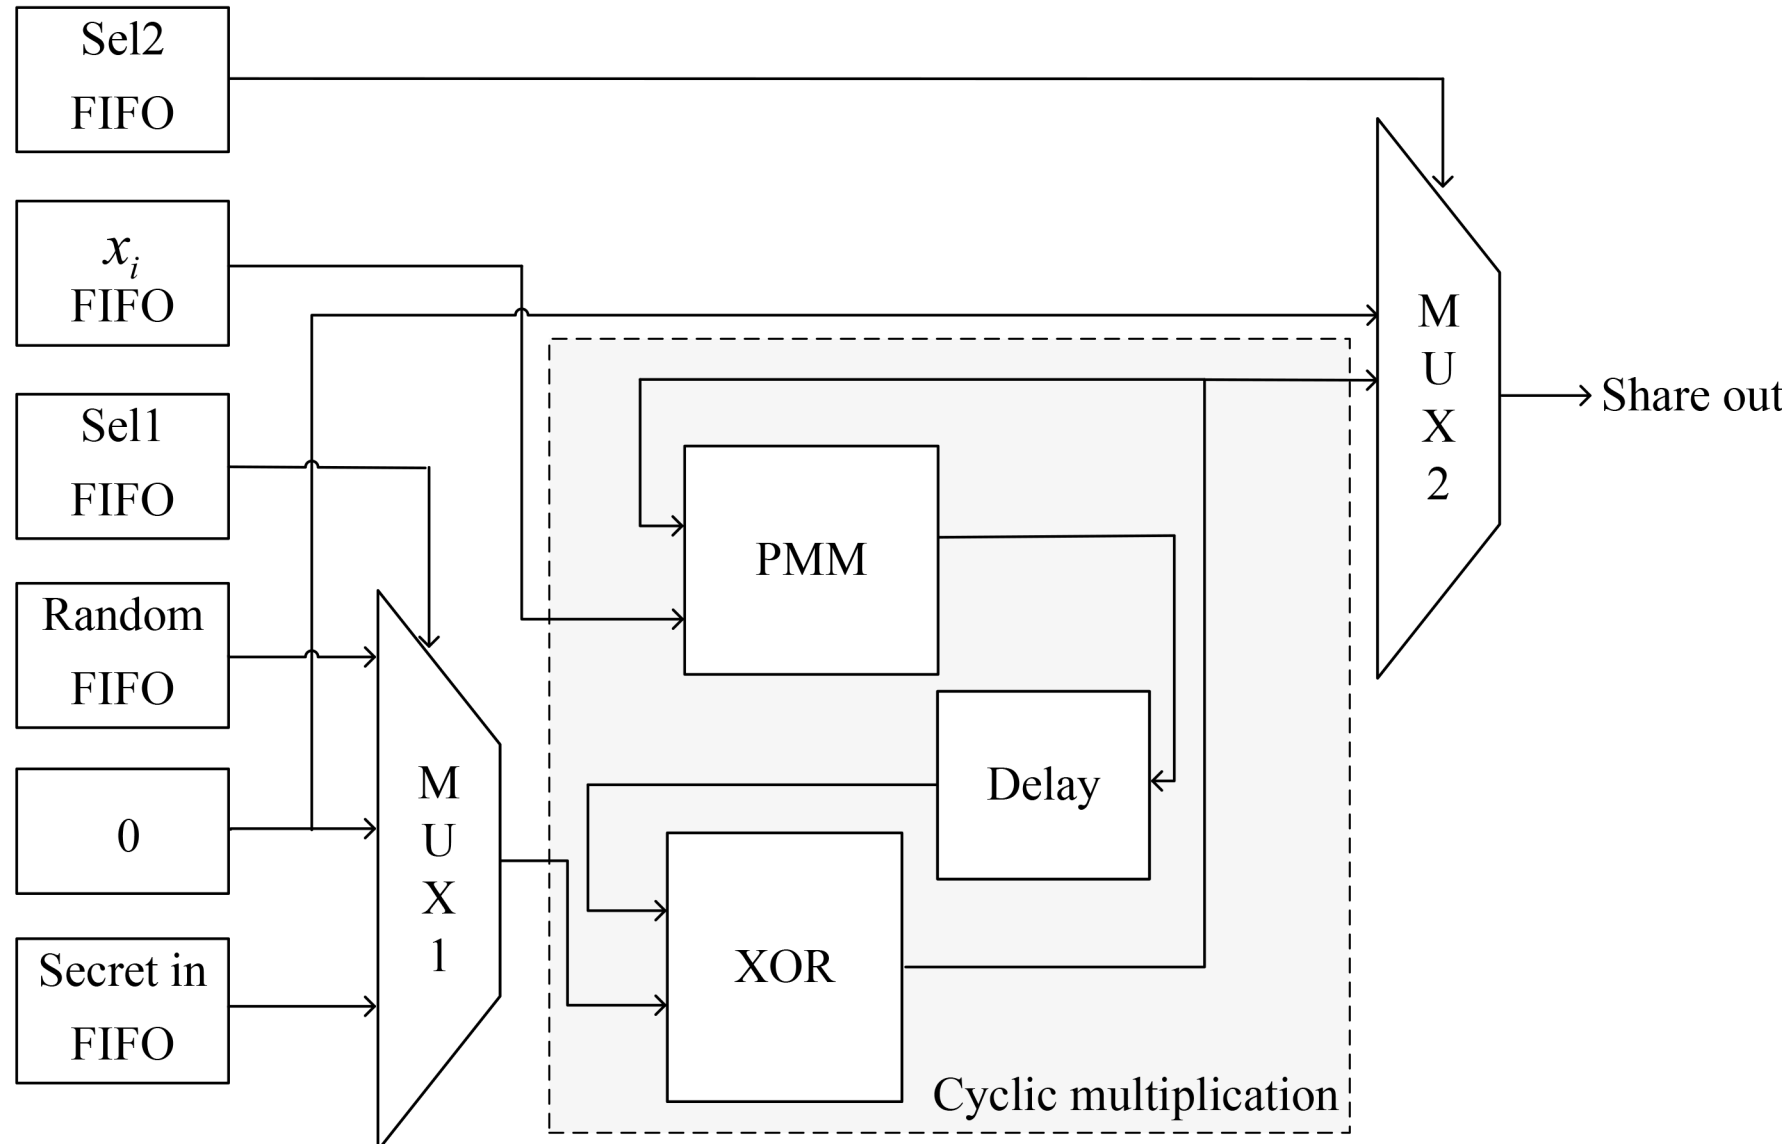 Sel2
FIFO
xᵢ
FIFO
Sel1
FIFO
Random
FIFO
0
Secret in
FIFO
M
U
X
1
PMM
Delay
XOR
Cyclic multiplication
M
U
X
2
Share out